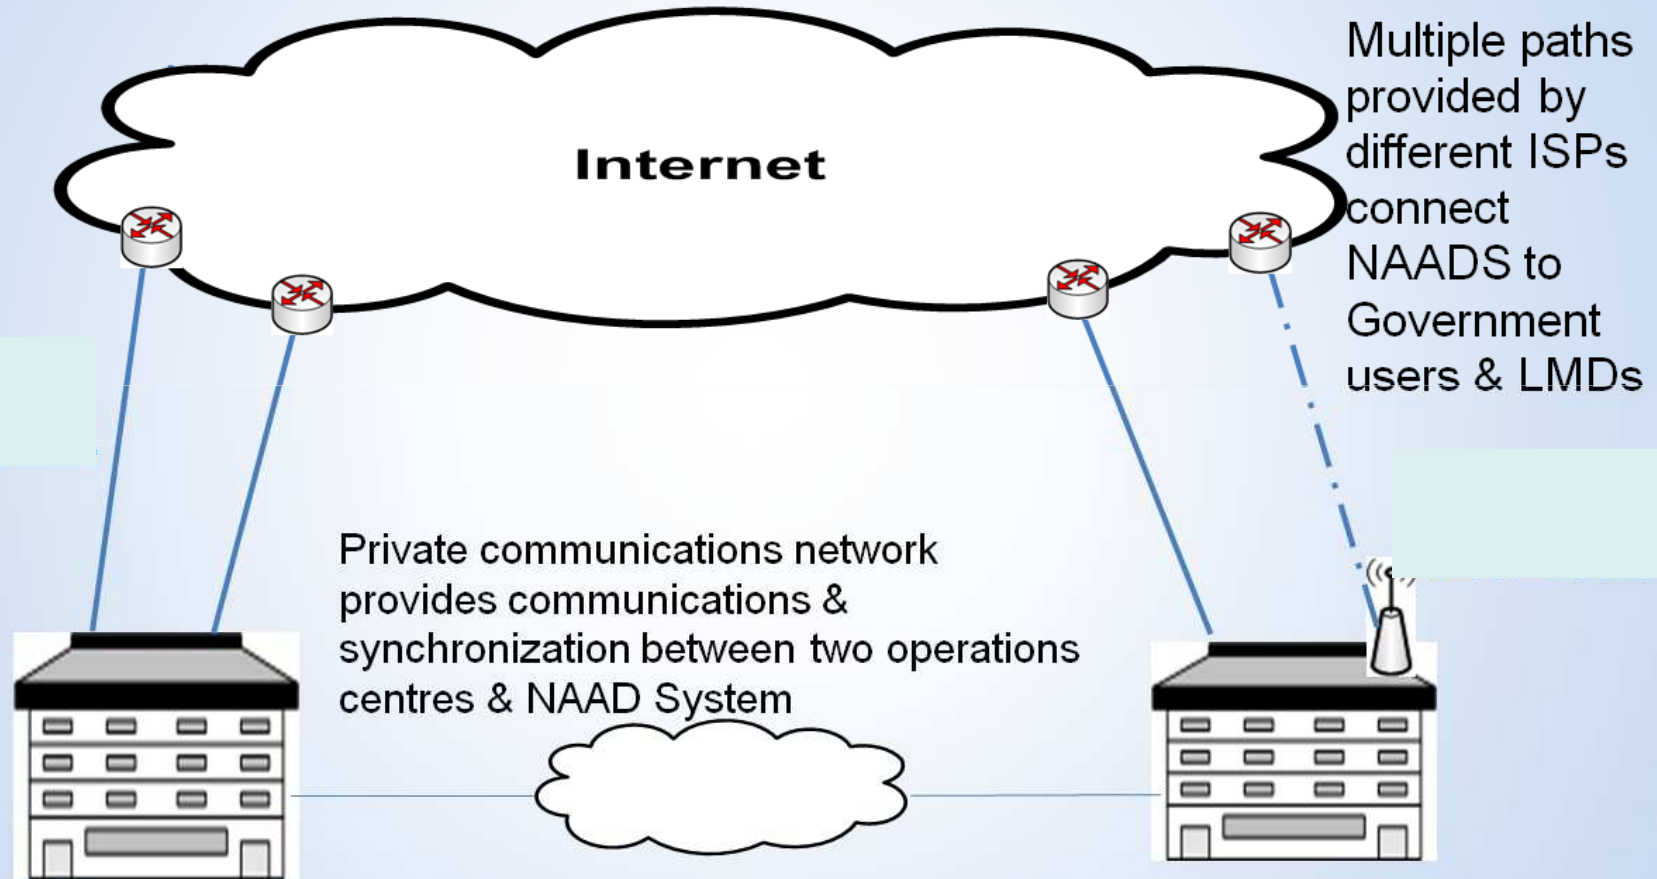 Internet
Multiple paths
provided by
different ISPs
connect
NAADS to
Government
users & LMDs
Private communications network
provides communications &
synchronization between two operations
centres & NAAD System